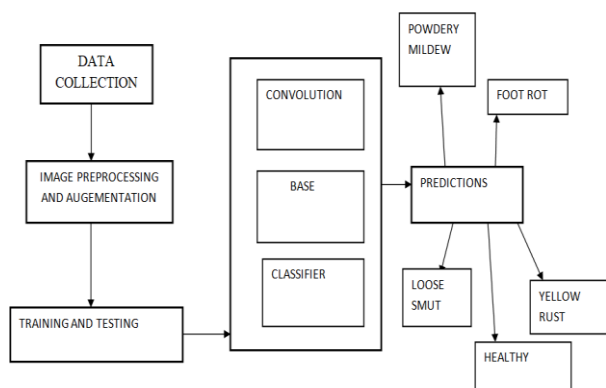 DATA
COLLECTION
IMAGE PREPROCESSING
AND AUGEMENTATION
TRAINING AND TESTING
CONVOLUTION
BASE
CLASSIFIER
PREDICTIONS
POWDERY
MILDEW
FOOT ROT
LOOSE
SMUT
HEALTHY
YELLOW
RUST